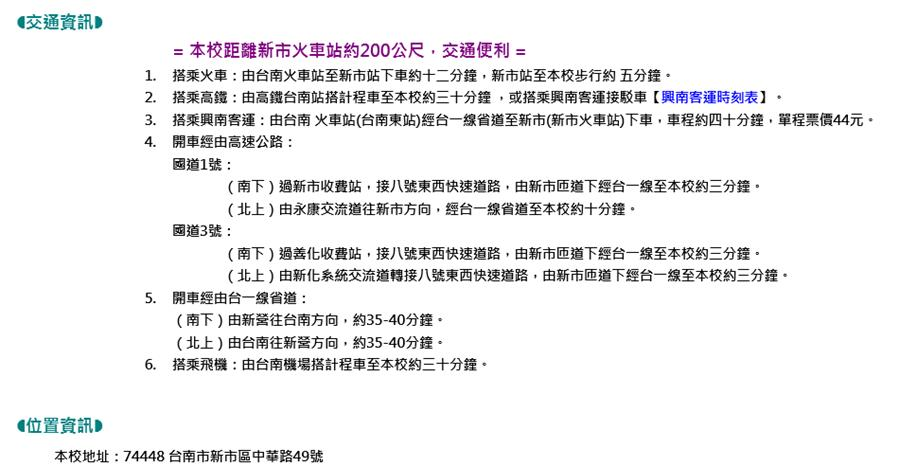 ◖交通資訊◗
= 本校距離新市火車站約200公尺，交通便利 =
1. 搭乘火車：由台南火車站至新市站下車約十二分鐘，新市站至本校步行約 五分鐘。
2. 搭乘高鐵：由高鐵台南站搭計程車至本校約三十分鐘 ，或搭乘興南客運接駁車【興南客運時刻表】。
3. 搭乘興南客運：由台南 火車站(台南東站)經台一線省道至新市(新市火車站)下車，車程約四十分鐘，單程票價44元。
4. 開車經由高速公路：
國道1號：
（南下）過新市收費站，接八號東西快速道路，由新市匝道下經台一線至本校約三分鐘。
（北上）由永康交流道往新市方向，經台一線省道至本校約十分鐘。
國道3號：
（南下）過善化收費站，接八號東西快速道路，由新市匝道下經台一線至本校約三分鐘。
（北上）由新化系統交流道轉接八號東西快速道路，由新市匝道下經台一線至本校約三分鐘。
5. 開車經由台一線省道：
（南下）由新營往台南方向，約35-40分鐘。
（北上）由台南往新營方向，約35-40分鐘。
6. 搭乘飛機：由台南機場搭計程車至本校約三十分鐘。
◖位置資訊◗
本校地址：74448 台南市新市區中華路49號